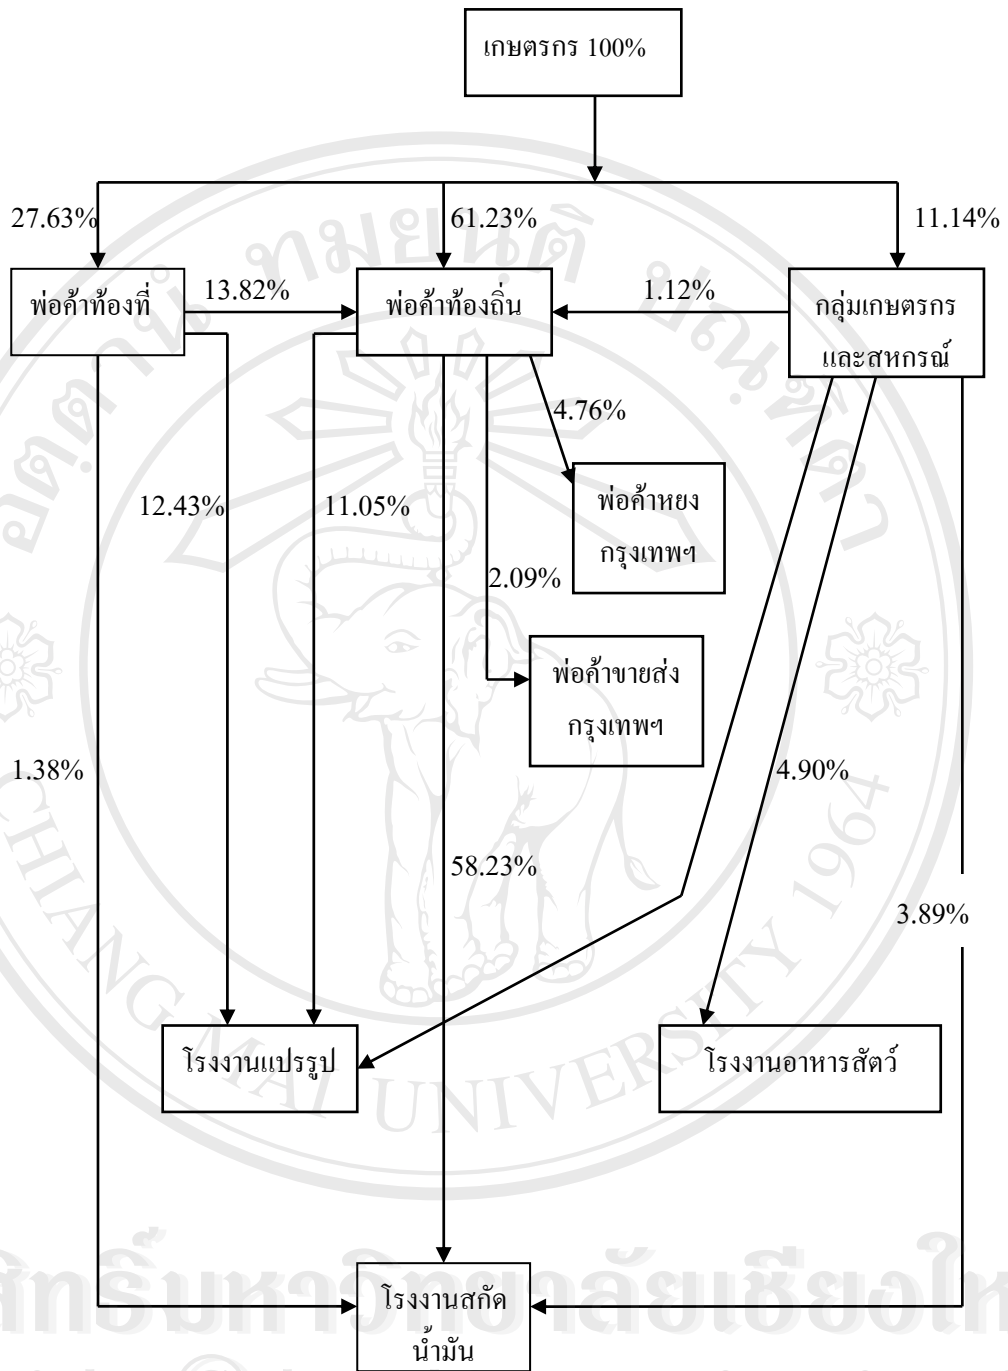 เกษตรกร 100%
27.63%
61.23%
11.14%
พ่อค้าท้องที่
13.82%
พ่อค้าท้องถิ่น
1.12%
กลุ่มเกษตรกร
และสหกรณ์
4.76%
12.43%
11.05%
พ่อค้าหยง
กรุงเทพฯ
2.09%
พ่อค้าขายส่ง
กรุงเทพฯ
1.38%
4.90%
58.23%
3.89%
โรงงานแปรรูป
โรงงานอาหารสัตว์
โรงงานสกัด
น้ำมัน
CHIANG MAI UNIVERSITY 1964